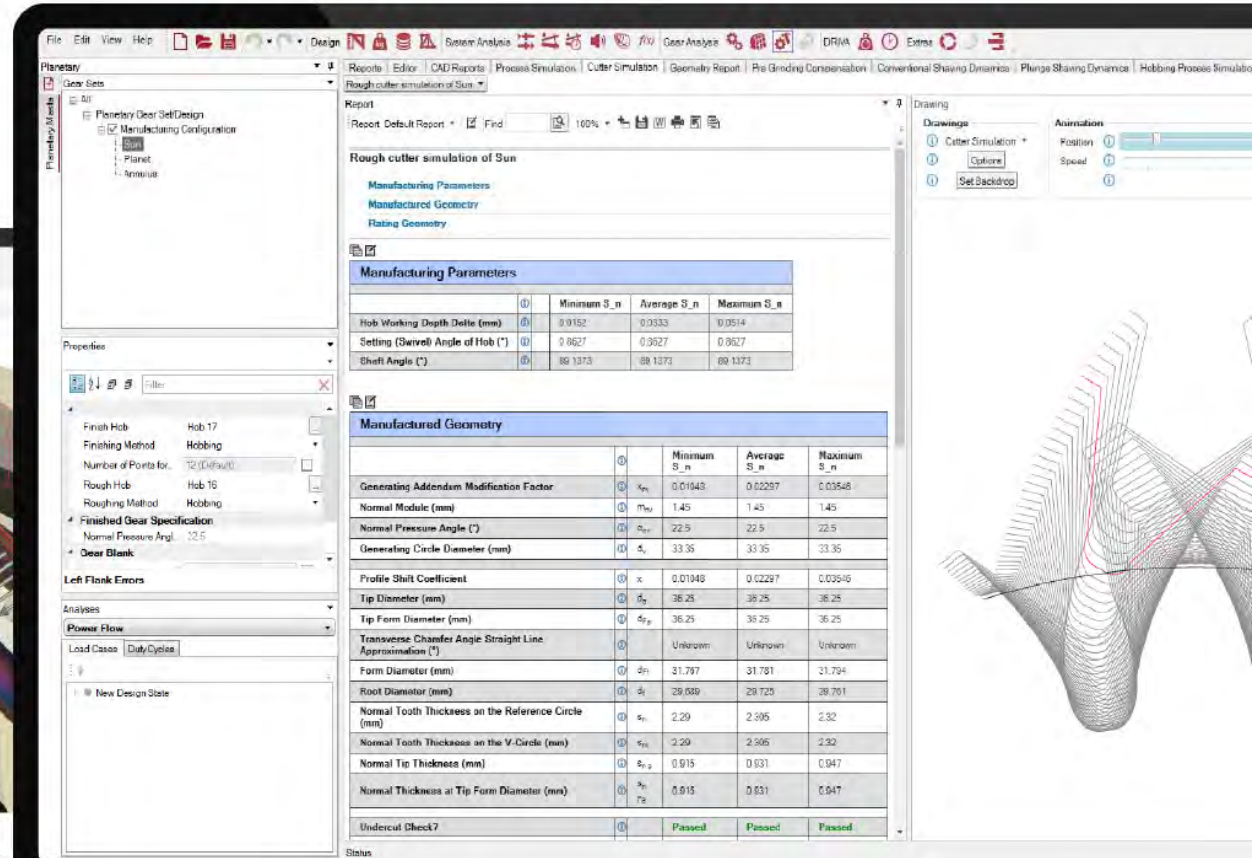 File Edit View Help Design System Analysis f(x) Gear Analysis DRIVA Extras
Planetary
Planetary Master
Gear Sets
All
Planetary Gear Set/Design
Manufacturing Configuration
Sun
Planet
Annulus
Properties
Filter
Finish Hob Hob 17
Finishing Method Hobbing
Number of Points for.. 12 (Default)
Rough Hob Hob 16
Roughing Method Hobbing
Finished Gear Specification
Normal Pressure Angl.. 22.5
Gear Blank
Left Flank Errors
Analyses
Power Flow
Load Cases Duty Cycles
New Design State
Reports Editor CAD Reports Process Simulation Cutter Simulation Geometry Report Pre Grinding Compensation Conventional Shaving Dynamics Plunge Shaving Dynamics Hobbing Process Simulatio
Rough cutter simulation of Sun
Report
Report Default Report Find 100%
Rough cutter simulation of Sun
Manufacturing Parameters
Manufactured Geometry
Rating Geometry
Manufacturing Parameters
Minimum S_n Average S_n Maximum S_n
Hob Working Depth Delta (mm) 0.0152 0.0333 0.0514
Setting (Swivel) Angle of Hob (°) 0.8627 0.8627 0.8627
Shaft Angle (°) 89.1373 89.1373 89.1373
Manufactured Geometry
Minimum S_n Average S_n Maximum S_n
Generating Addendum Modification Factor 0.01048 0.02297 0.03546
Normal Module (mm) 1.45 1.45 1.45
Normal Pressure Angle (°) 22.5 22.5 22.5
Generating Circle Diameter (mm) 33.35 33.35 33.35
Profile Shift Coefficient x 0.01048 0.02297 0.03546
Tip Diameter (mm) 36.25 36.25 36.25
Tip Form Diameter (mm) 36.25 36.25 36.25
Transverse Chamfer Angle Straight Line
Approximation (°) Unknown Unknown Unknown
Form Diameter (mm) 31.767 31.781 31.794
Root Diameter (mm) 29.689 29.725 29.761
Normal Tooth Thickness on the Reference Circle
(mm) 2.29 2.305 2.32
Normal Tooth Thickness on the V-Circle (mm) 2.29 2.305 2.32
Normal Tip Thickness (mm) 0.915 0.931 0.947
Normal Thickness at Tip Form Diameter (mm) 0.915 0.931 0.947
Undercut Check? Passed Passed Passed
Status
Drawing
Drawings
Cutter Simulation
Options
Set Backdrop
Animation
Position
Speed